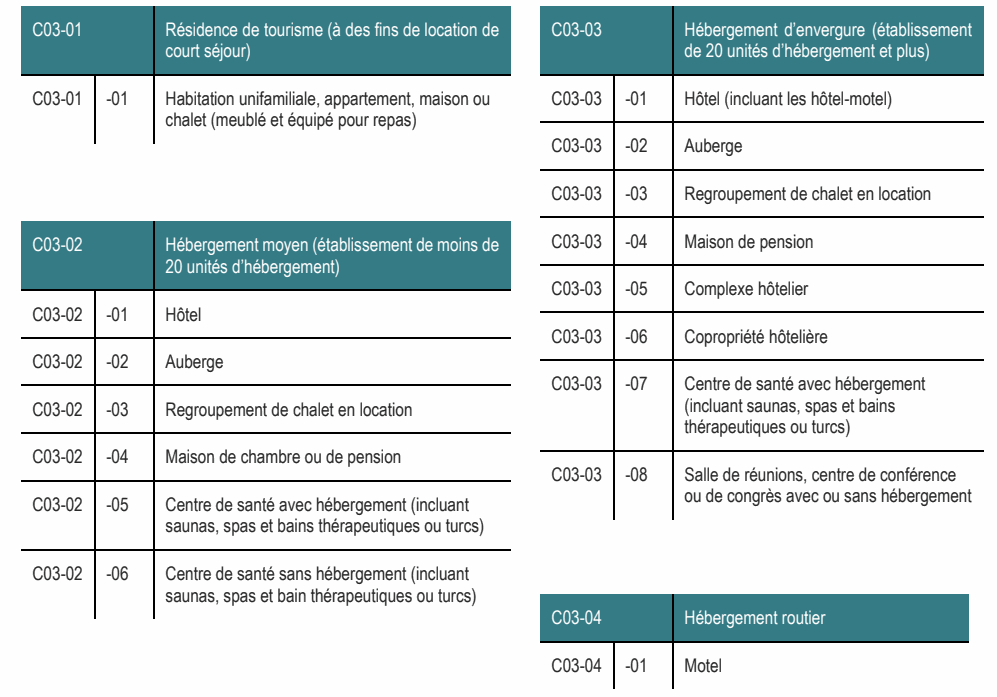 C03-01 Résidence de tourisme (à des fins de location de
court séjour)
C03-01 -01 Habitation unifamiliale, appartement, maison ou
chalet (meublé et équipé pour repas)
C03-02 Hébergement moyen (établissement de moins de
20 unités d'hébergement)
C03-02 -01 Hôtel
C03-02 -02 Auberge
C03-02 -03 Regroupement de chalet en location
C03-02 -04 Maison de chambre ou de pension
C03-02 -05 Centre de santé avec hébergement (incluant
saunas, spas et bains thérapeutiques ou turcs)
C03-02 -06 Centre de santé sans hébergement (incluant
saunas, spas et bain thérapeutiques ou turcs)
C03-03 Hébergement d'envergure (établissement
de 20 unités d'hébergement et plus)
C03-03 -01 Hôtel (incluant les hôtel-motel)
C03-03 -02 Auberge
C03-03 -03 Regroupement de chalet en location
C03-03 -04 Maison de pension
C03-03 -05 Complexe hôtelier
C03-03 -06 Copropriété hôtelière
C03-03 -07 Centre de santé avec hébergement
(incluant saunas, spas et bains
thérapeutiques ou turcs)
C03-03 -08 Salle de réunions, centre de conférence
ou de congrès avec ou sans hébergement
C03-04 Hébergement routier
C03-04 -01 Motel